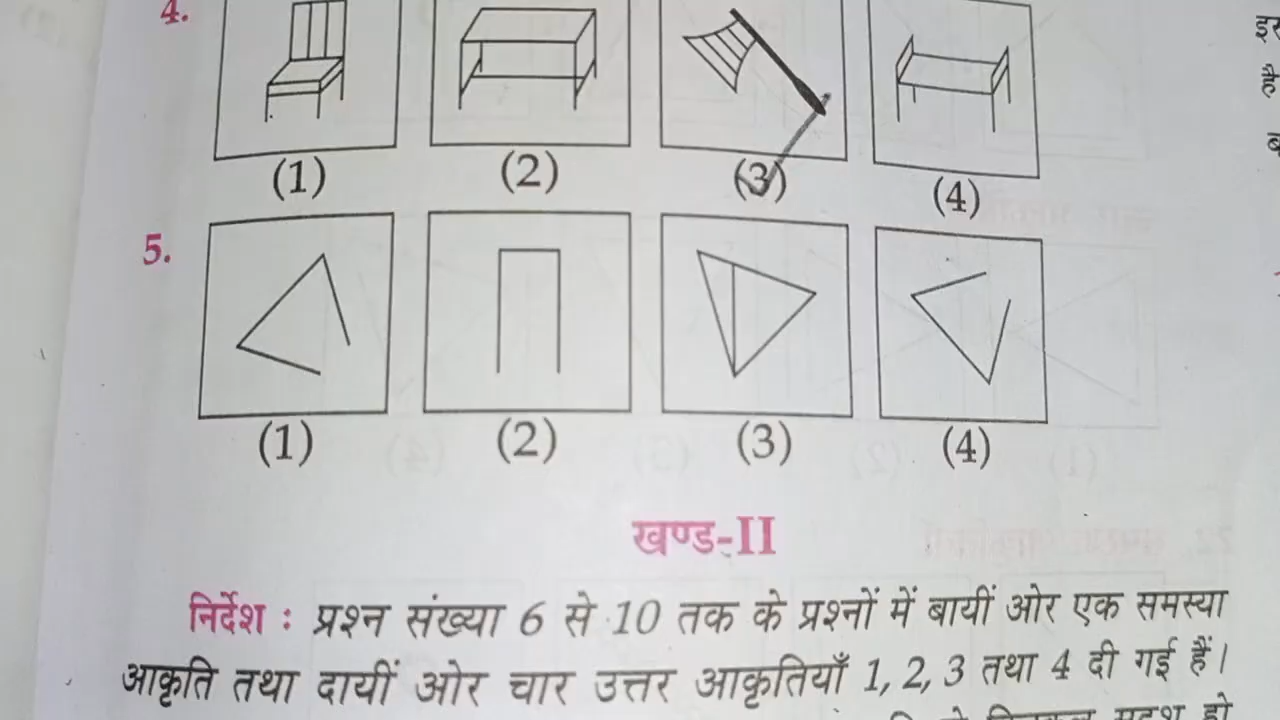 4.
(1) (2) (3) (4)
5.
(1) (2) (3) (4)
खण्ड-II
निर्देश : प्रश्न संख्या 6 से 10 तक के प्रश्नों में बायीं ओर एक समस्या
आकृति तथा दायीं ओर चार उत्तर आकृतियाँ 1, 2, 3 तथा 4 दी गई हैं।